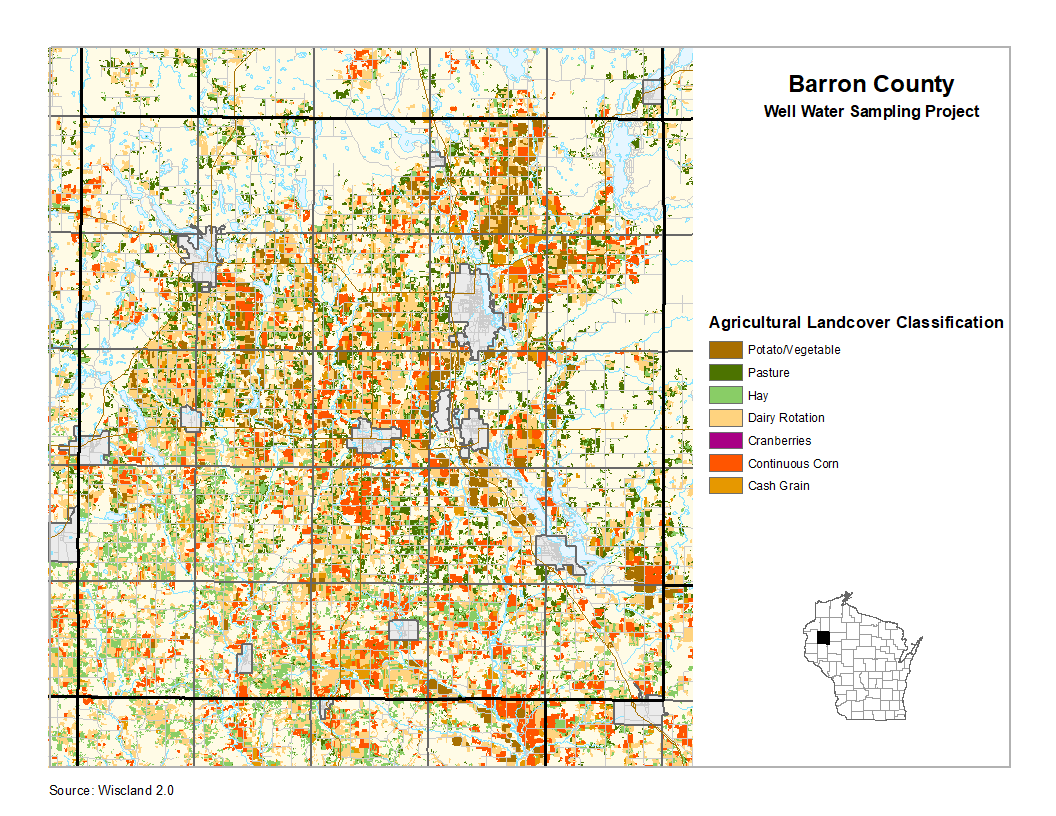 Barron County
Well Water Sampling Project
Agricultural Landcover Classification
Potato/Vegetable
Pasture
Hay
Dairy Rotation
Cranberries
Continuous Corn
Cash Grain
Source: Wiscland 2.0